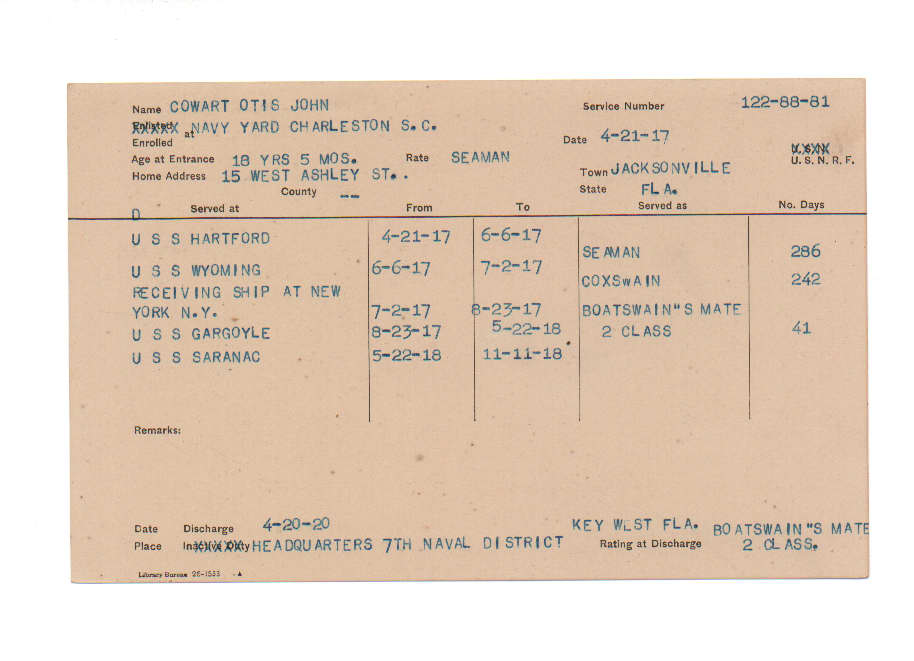 Name COWART OTIS JOHN Service Number 122-88-81
Enlisted
at NAVY YARD CHARLESTON S.C. Date 4-21-17
Enrolled U.S.N.
Age at Entrance 18 YRS 5 MOS. Rate SEAMAN U. S. N. R. F.
Home Address 15 WEST ASHLEY ST.. Town JACKSONVILLE
County -- State FLA.
Served at From To Served as No. Days
U S S HARTFORD 4-21-17 6-6-17
SEAMAN 286
U S S WYOMING 6-6-17 7-2-17
COXSwAIN 242
RECEIVING SHIP AT NEW
YORK N.Y. 7-2-17 8-23-17 BOATSWAIN"S MATE
U S S GARGOYLE 8-23-17 5-22-18 2 CLASS 41
U S S SARANAC 5-22-18 11-11-18
Remarks:
Date Discharge 4-20-20 KEY WEST FLA. BOATSWAIN"S MATE
Place Inactive Duty HEADQUARTERS 7TH NAVAL DISTRICT Rating at Discharge 2 CLASS.
Library Bureau 26-1533